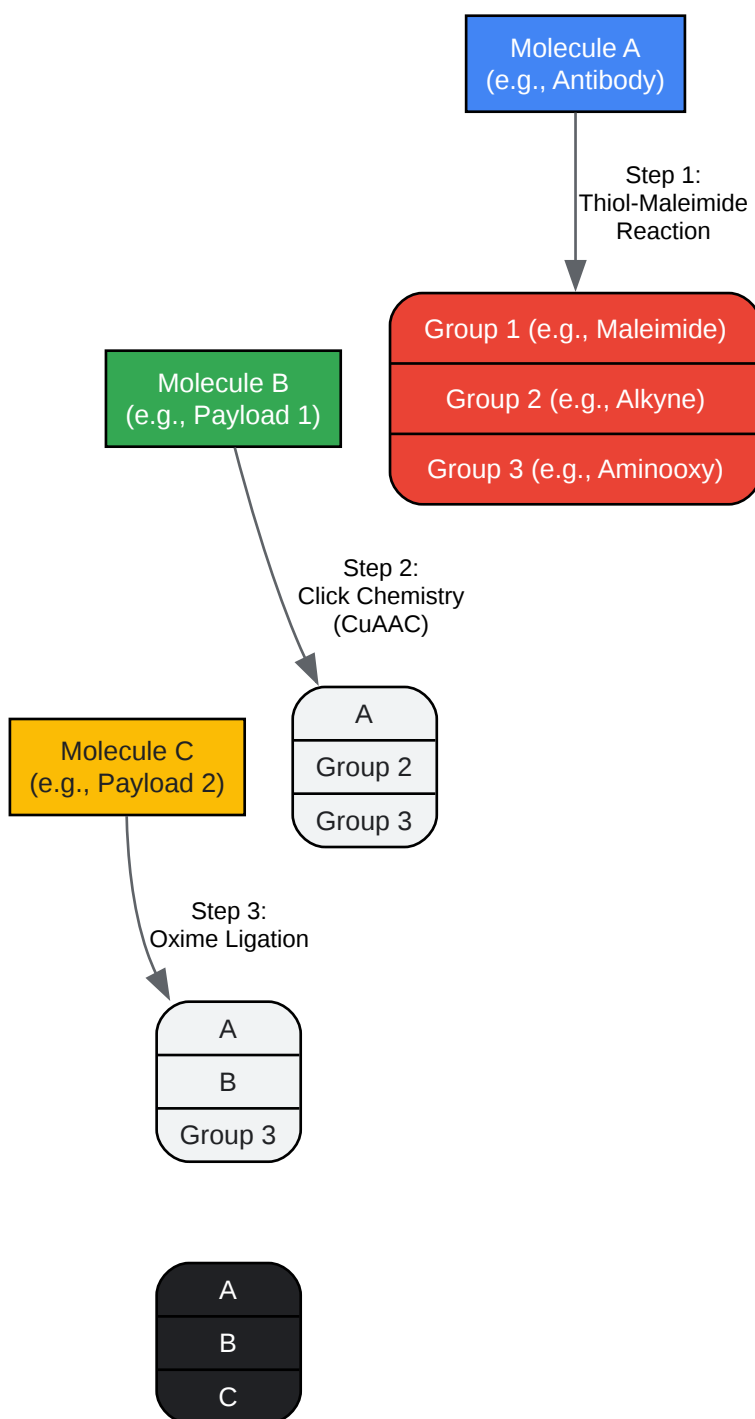 Molecule A
(e.g., Antibody)
Step 1:
Thiol-Maleimide
Reaction
Group 1 (e.g., Maleimide)
Group 2 (e.g., Alkyne)
Group 3 (e.g., Aminooxy)
Molecule B
(e.g., Payload 1)
Step 2:
Click Chemistry
(CuAAC)
A
Group 2
Group 3
Molecule C
(e.g., Payload 2)
Step 3:
Oxime Ligation
A
B
Group 3
A
B
C